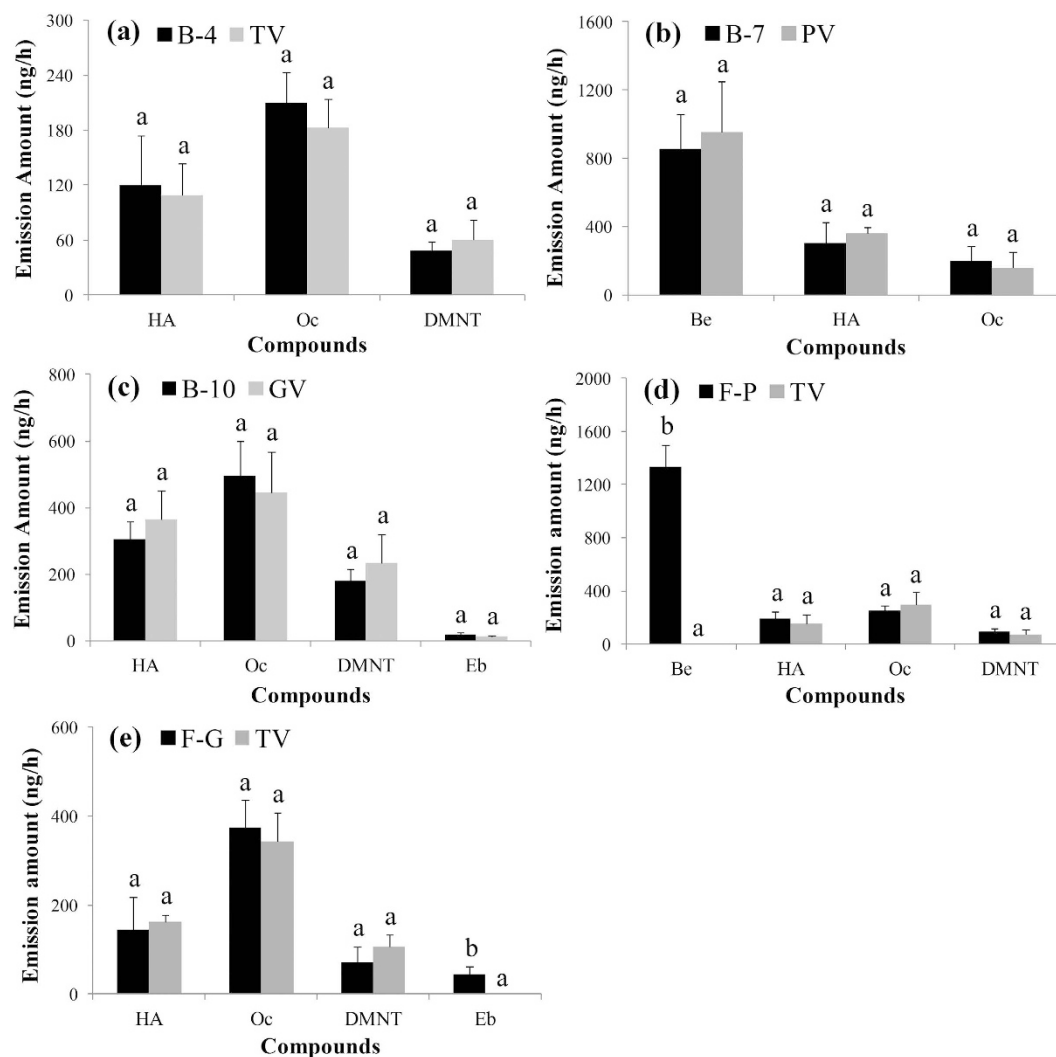 (a) B-4 TV
Emission Amount (ng/h)
300
240
180
120
60
0
a a a a a a
HA Oc DMNT
Compounds
(b) B-7 PV
Emission Amount (ng/h)
1600
1200
800
400
0
a a a a a a
Be HA Oc
Compounds
(c) B-10 GV
Emission Amount (ng/h)
800
600
400
200
0
a a a a a a a a
HA Oc DMNT Eb
Compounds
(d) F-P TV
Emission amount (ng/h)
2000
1600
1200
800
400
0
b a a a a a a a
Be HA Oc DMNT
Compounds
(e) F-G TV
Emission amount (ng/h)
600
400
200
0
a a a a a a b a
HA Oc DMNT Eb
Compounds